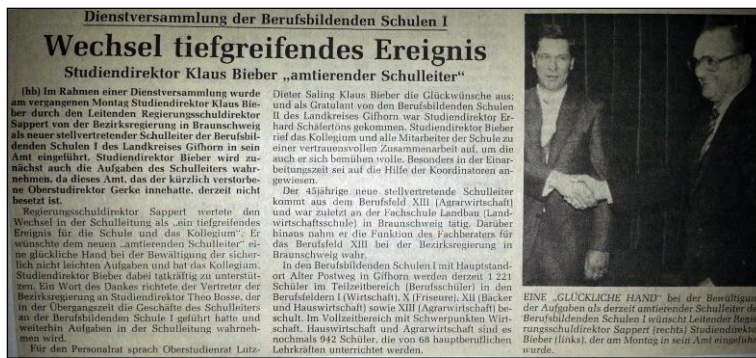 Dienstversammlung der Berufsbildenden Schulen I
Wechsel tiefgreifendes Ereignis
Studiendirektor Klaus Bieber „amtierender Schulleiter“
(hb) Im Rahmen einer Dienstversammlung wurde
am vergangenen Montag Studiendirektor Klaus Bie-
ber durch den Leitenden Regierungsschuldirektor
Sappert von der Bezirksregierung in Braunschweig
als neuer stellvertretender Schulleiter der Berufsbil-
denden Schulen I des Landkreises Gifhorn in sein
Amt eingeführt. Studiendirektor Bieber wird zu-
nächst auch die Aufgaben des Schulleiters wahr-
nehmen, da dieses Amt, das der kürzlich verstorbe-
ne Oberstudiendirektor Gerke innehatte, derzeit nicht
besetzt ist.
Regierungsschuldirektor Sappert wertete den
Wechsel in der Schulleitung als „ein tiefgreifendes
Ereignis für die Schule und das Kollegium“. Er
wünschte dem neuen „amtierenden Schulleiter“ ei-
ne glückliche Hand bei der Bewältigung der sicher-
lich nicht leichten Aufgaben und bat das Kollegium,
Studiendirektor Bieber dabei tatkräftig zu unterstüt-
zen. Ein Wort des Dankes richtete der Vertreter der
Bezirksregierung an Studiendirektor Theo Bosse, der
in der Übergangszeit die Geschäfte des Schulleiters
an der Berufsbildenden Schule I geführt hatte und
weiterhin Aufgaben in der Schulleitung wahrneh-
men wird.
Für den Personalrat sprach Oberstudienrat Lutz-
Dieter Saling Klaus Bieber die Glückwünsche aus;
und als Gratulant von den Berufsbildenden Schulen
II des Landkreises Gifhorn war Studiendirektor Er-
hard Schäfertöns gekommen. Studiendirektor Bieber
rief das Kollegium und alle Mitarbeiter der Schule zu
einer vertrauensvollen Zusammenarbeit auf, um die
auch er sich bemühen wolle. Besonders in der Einar-
beitungszeit sei auf die Hilfe der Koordinatoren an-
gewiesen.
Der 45jährige neue stellvertretende Schulleiter
kommt aus dem Berufsfeld XIII (Agrarwirtschaft)
und war zuletzt an der Fachschule Landbau (Land-
wirtschaftsschule) in Braunschweig tätig. Darüber
hinaus nahm er die Funktion des Fachberaters für
das Berufsfeld XIII bei der Bezirksregierung in
Braunschweig wahr.
In den Berufsbildenden Schulen I mit Hauptstand-
ort Alter Postweg in Gifhorn werden derzeit 1 221
Schüler im Teilzeitbereich (Berufsschüler) in den
Berufsfeldern I (Wirtschaft), X (Friseure), XII (Bäcker
und Hauswirtschaft) sowie XIII (Agrarwirtschaft) be-
schult. Im Vollzeitbereich mit Schwerpunkten Wirt-
schaft, Hauswirtschaft und Agrarwirtschaft sind es
nochmals 942 Schüler, die von 68 hauptberuflichen
Lehrkräften unterrichtet werden.
EINE „GLÜCKLICHE HAND“ bei der Bewältigung
der Aufgaben als derzeit amtierender Schulleiter der
Berufsbildenden Schulen I wünscht Leitender Regie-
rungsschuldirektor Sappert (rechts) Studiendirektor
Bieber (links), der am Montag in sein Amt eingeführt
wurde.